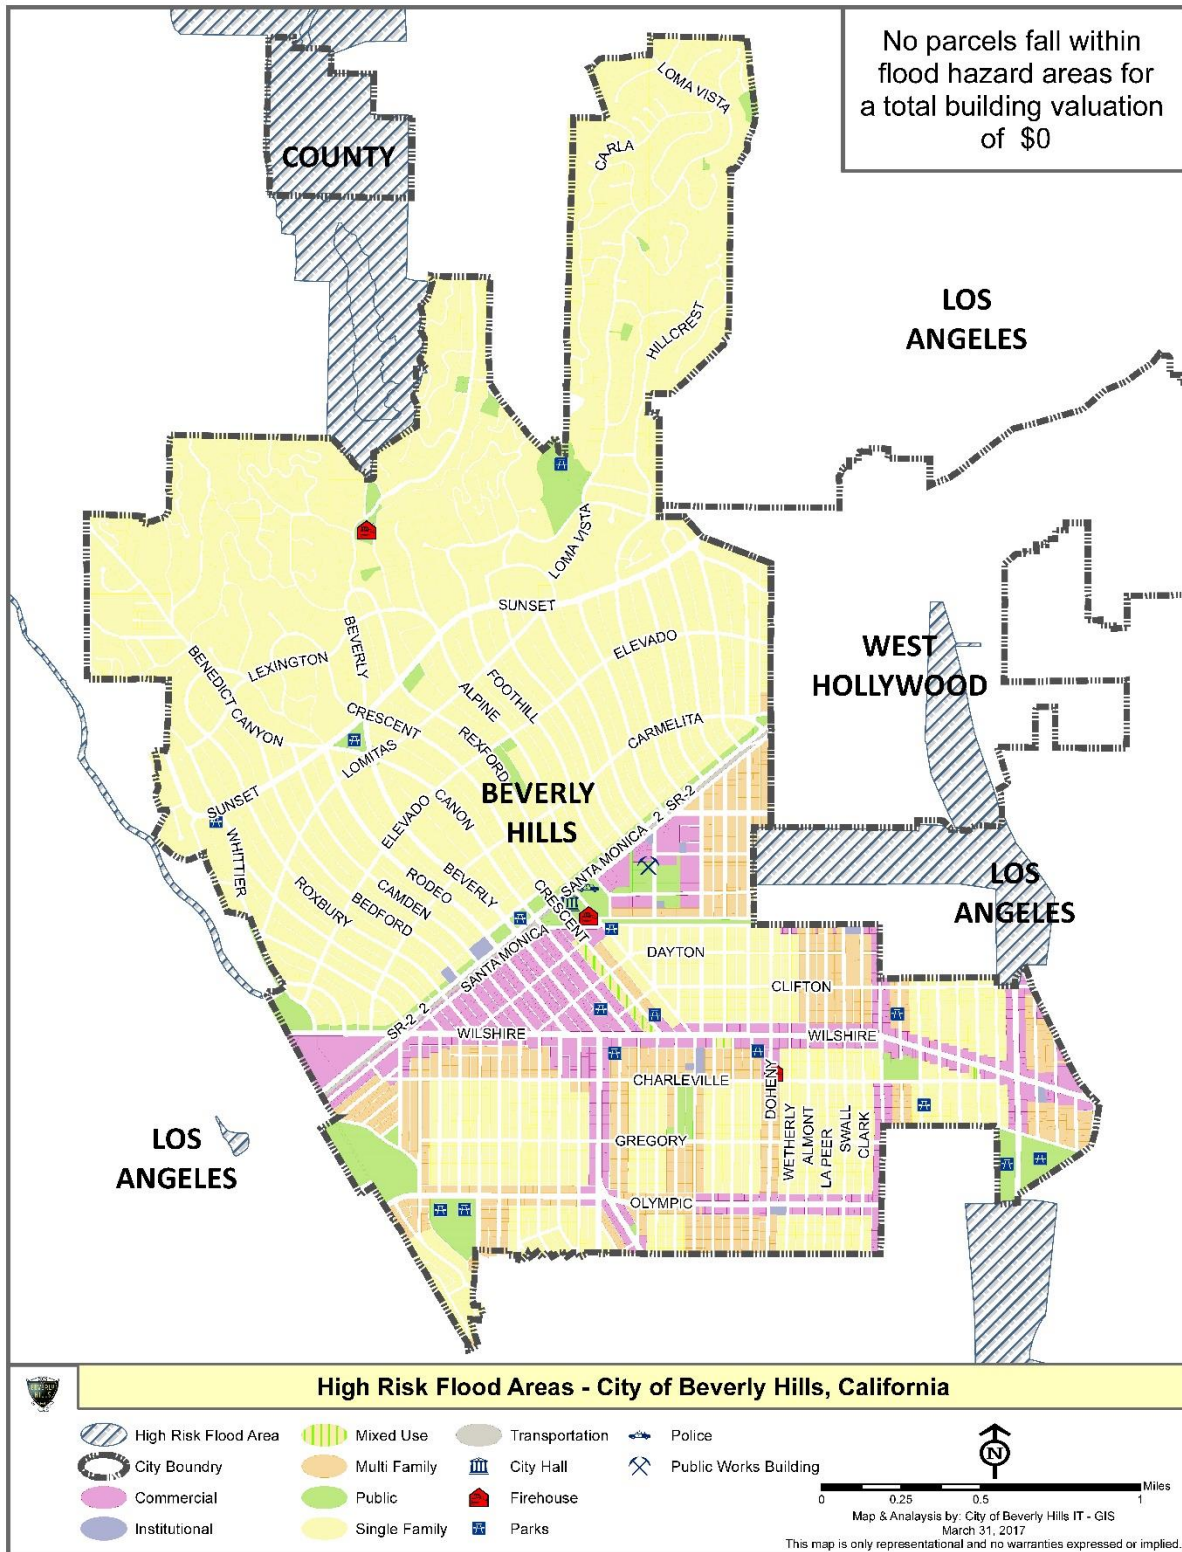 No parcels fall within
flood hazard areas for
a total building valuation
of $0
LOMA VISTA
CARLA
COUNTY
LOS
ANGELES
HILLCREST
LOMA VISTA
SUNSET
BEVERLY
ELEVADO
WEST
HOLLYWOOD
LEXINGTON
BENEDICT CANYON
FOOTHILL
ALPINE
CRESCENT
REXFORD
CARMELITA
LOMITAS
BEVERLY
HILLS
SUNSET
ELEVADO
CANON
SANTA MONICA 2 SR-2
WHITTIER
BEVERLY
RODEO
CAMDEN
BEDFORD
ROXBURY
CRESCENT
LOS
ANGELES
SANTA MONICA
DAYTON
CLIFTON
SR-2 2
WILSHIRE
WILSHIRE
CHARLEVILLE
DOHENY
WETHERLY
ALMONT
LA PEER
SWALL
CLARK
GREGORY
LOS
ANGELES
OLYMPIC
BEVERLY
HILLS
High Risk Flood Areas - City of Beverly Hills, California
High Risk Flood Area
Mixed Use
Transportation
Police
City Boundry
Multi Family
City Hall
Public Works Building
Commercial
Public
Firehouse
Institutional
Single Family
Parks
N
Miles
0 0.25 0.5 1
Map & Analaysis by: City of Beverly Hills IT - GIS
March 31, 2017
This map is only representational and no warranties expressed or implied.